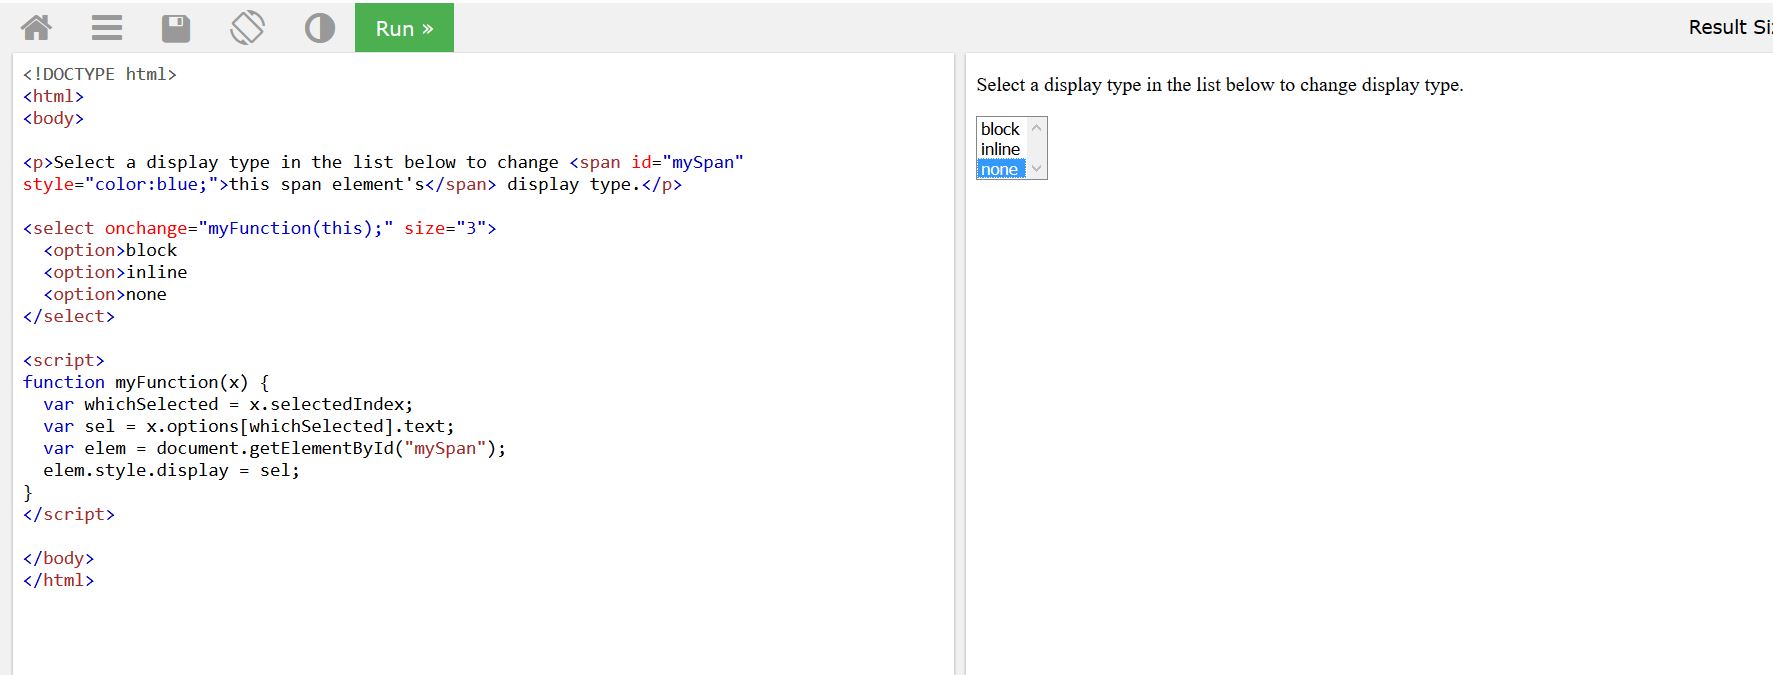 Run »
Result Si
<!DOCTYPE html>
<html>
<body>
<p>Select a display type in the list below to change <span id="mySpan"
style="color:blue;">this span element's</span> display type.</p>
<select onchange="myFunction(this);" size="3">
<option>block
<option>inline
<option>none
</select>
<script>
function myFunction(x) {
var whichSelected = x.selectedIndex;
var sel = x.options[whichSelected].text;
var elem = document.getElementById("mySpan");
elem.style.display = sel;
}
</script>
</body>
</html>
Select a display type in the list below to change display type.
block
inline
none